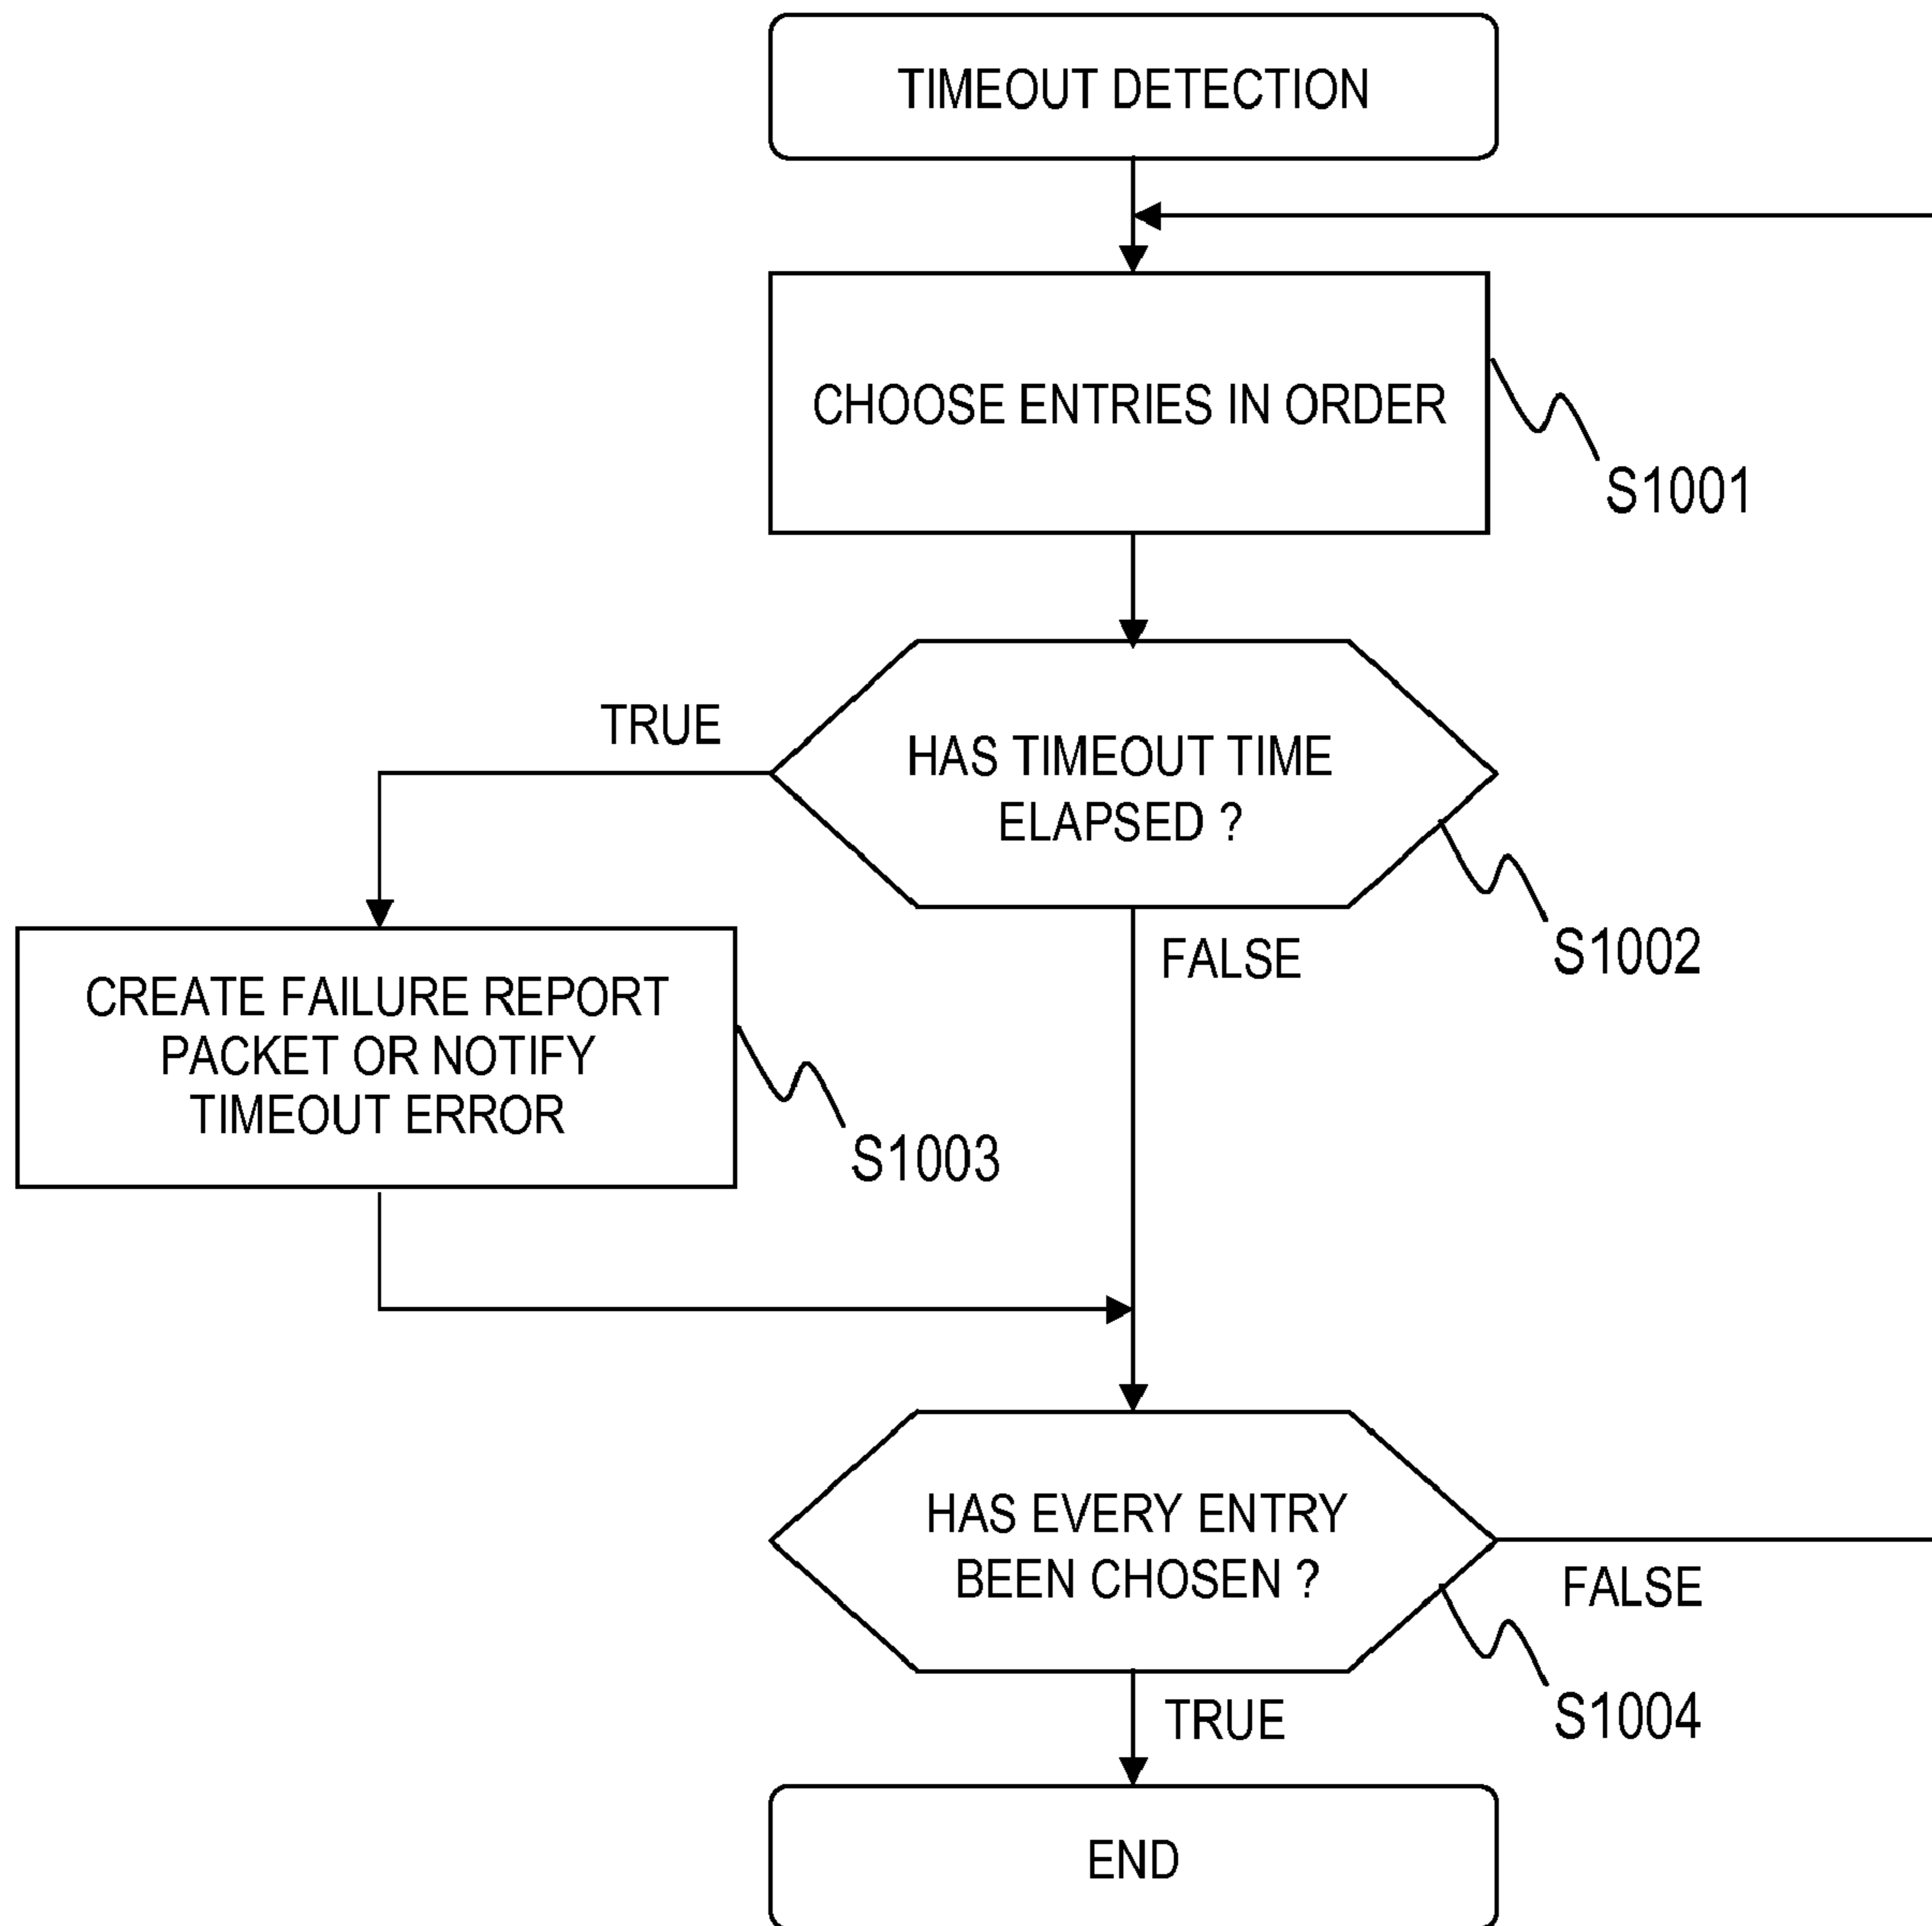 TIMEOUT DETECTION
CHOOSE ENTRIES IN ORDER
S1001
TRUE
HAS TIMEOUT TIME
ELAPSED ?
S1002
FALSE
CREATE FAILURE REPORT
PACKET OR NOTIFY
TIMEOUT ERROR
S1003
HAS EVERY ENTRY
BEEN CHOSEN ?
FALSE
S1004
TRUE
END